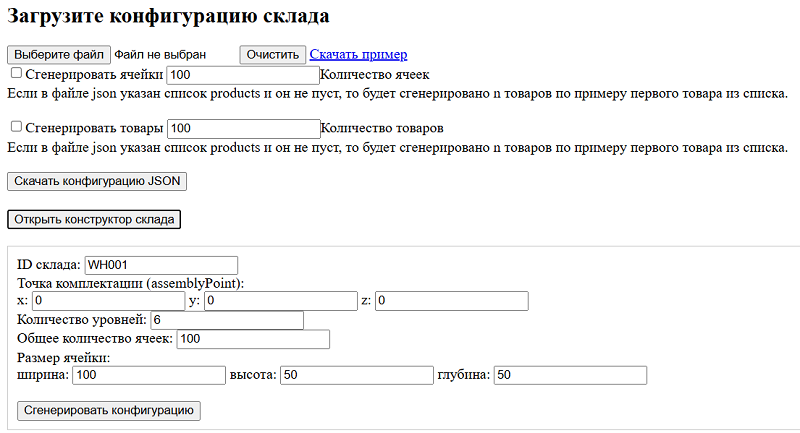 Загрузите конфигурацию склада
Выберите файл Файл не выбран Очистить Скачать пример
Сгенерировать ячейки 100 Количество ячеек
Если в файле json указан список products и он не пуст, то будет сгенерировано n товаров по примеру первого товара из списка.
Сгенерировать товары 100 Количество товаров
Если в файле json указан список products и он не пуст, то будет сгенерировано n товаров по примеру первого товара из списка.
Скачать конфигурацию JSON
Открыть конструктор склада
ID склада: WH001
Точка комплектации (assemblyPoint):
x: 0 y: 0 z: 0
Количество уровней: 6
Общее количество ячеек: 100
Размер ячейки:
ширина: 100 высота: 50 глубина: 50
Сгенерировать конфигурацию